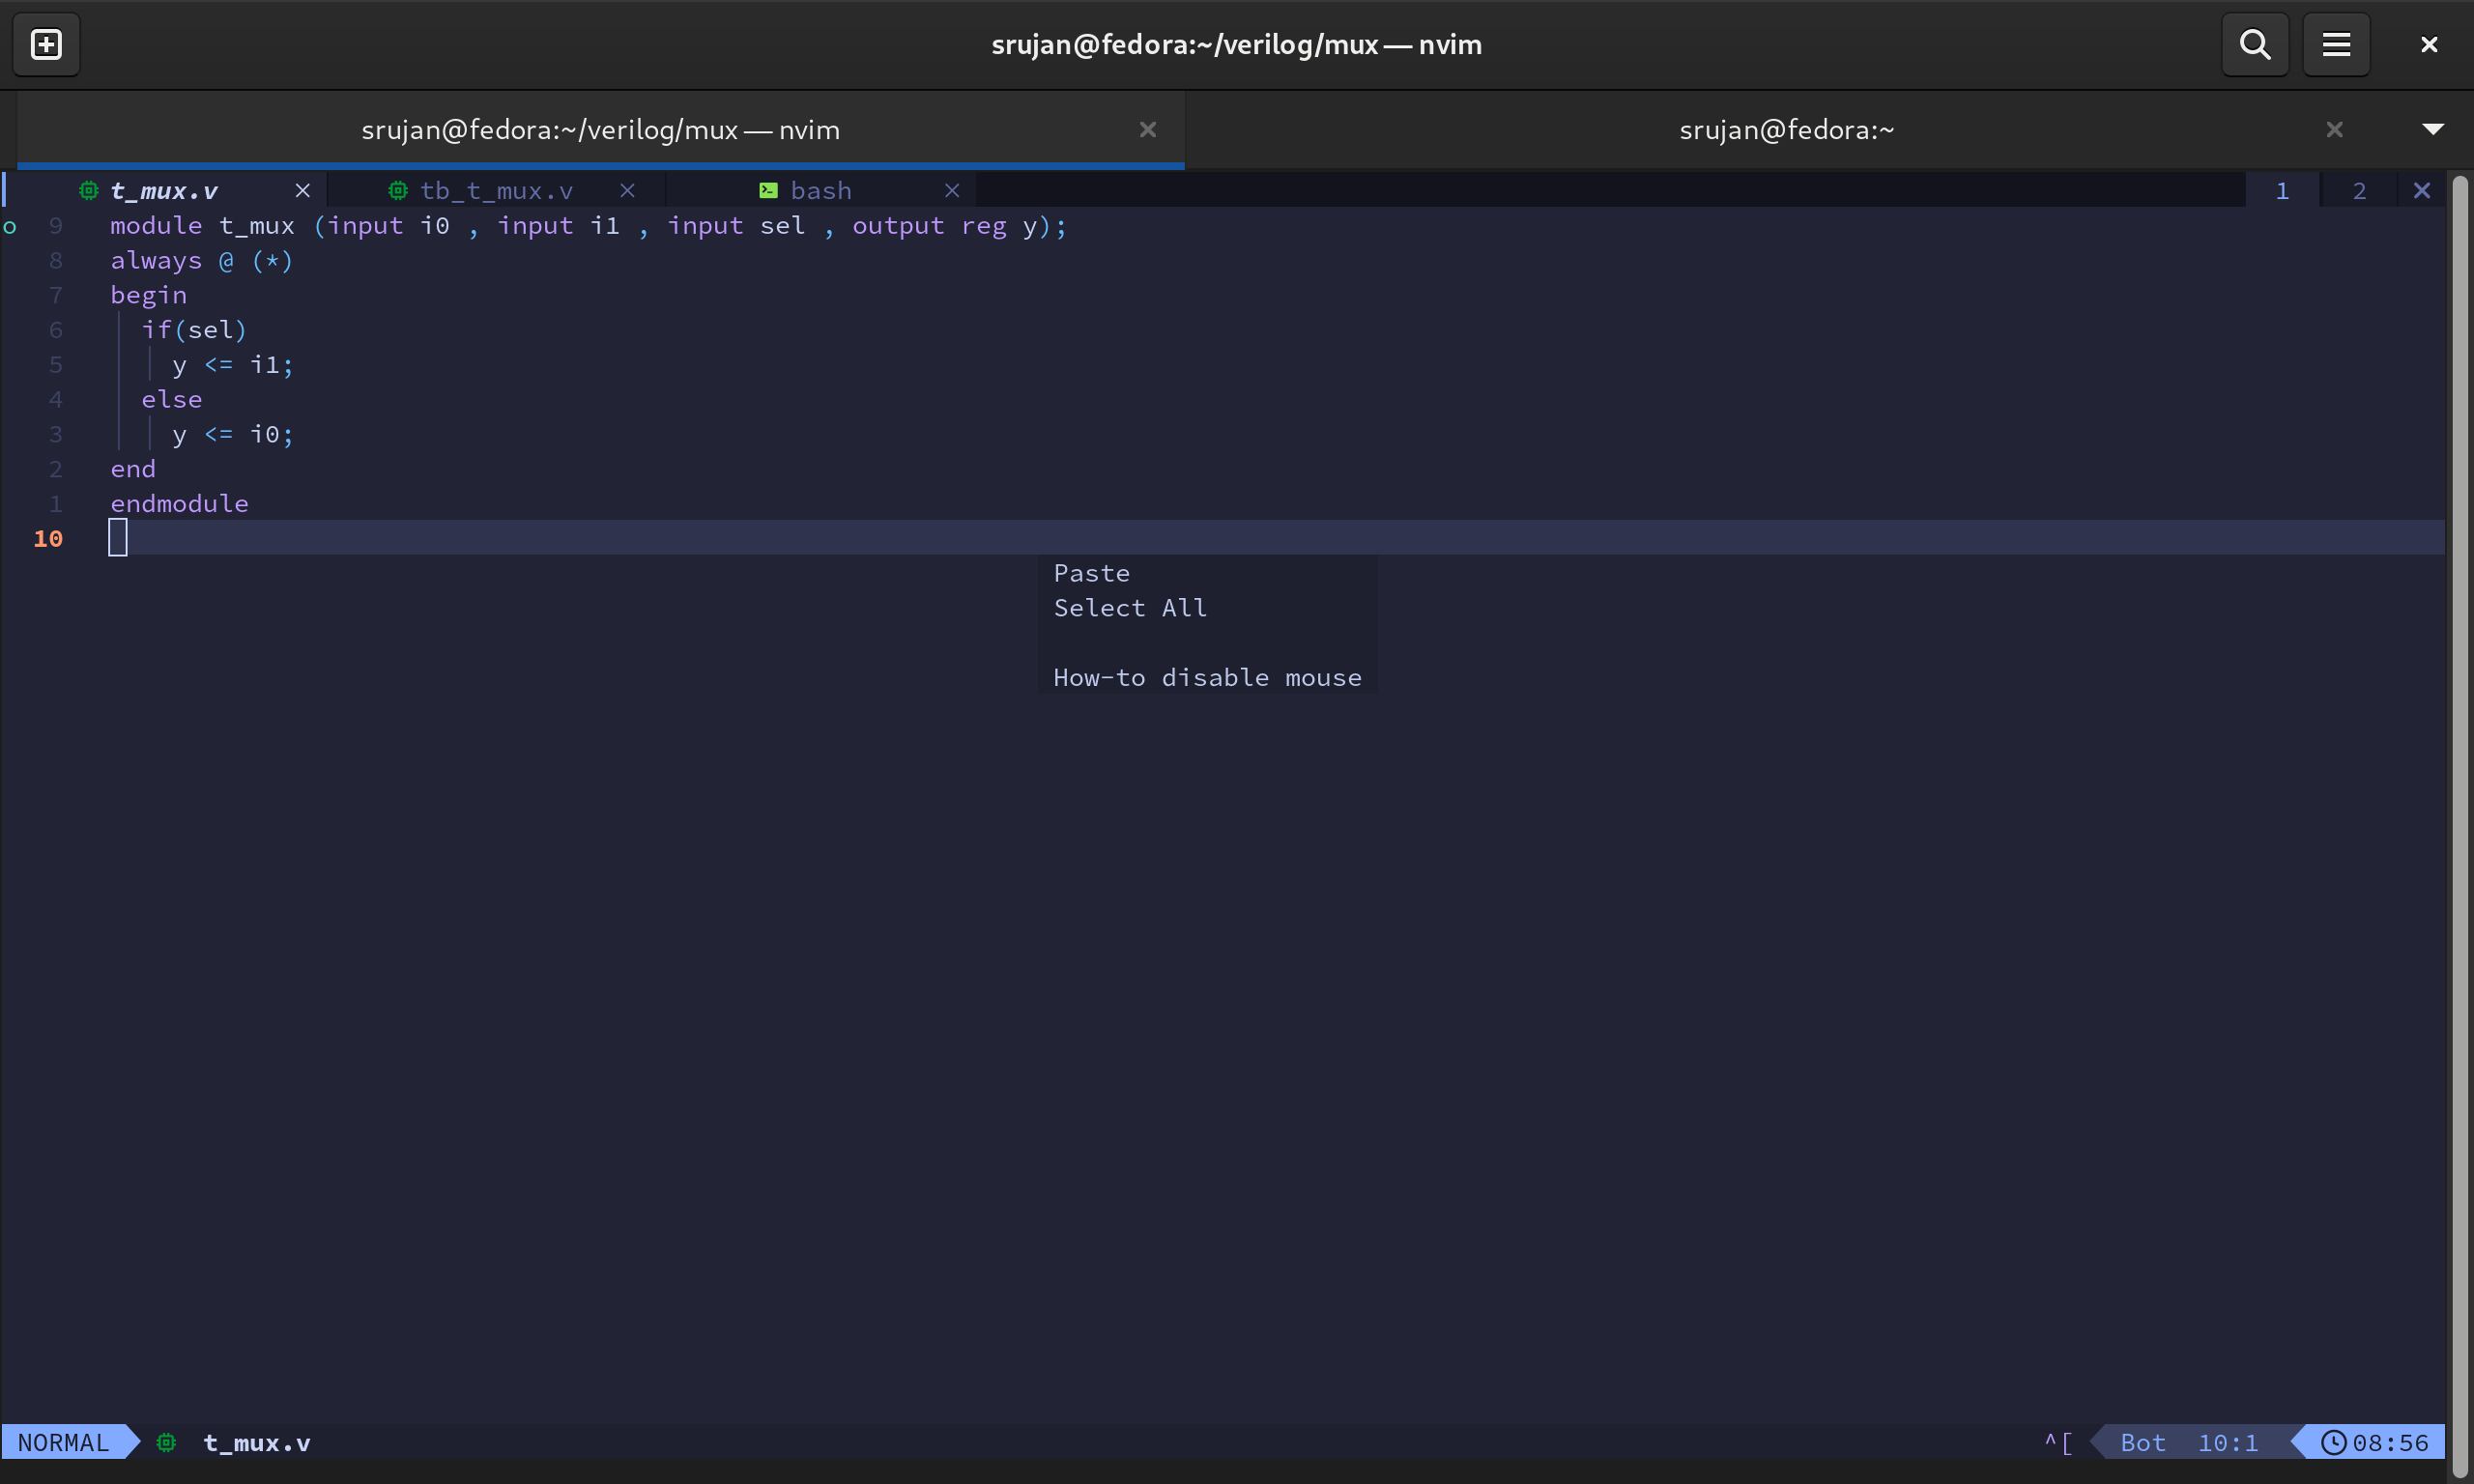 srujan@fedora:~/verilog/mux — nvim
srujan@fedora:~/verilog/mux — nvim
srujan@fedora:~
t_mux.v tb_t_mux.v bash 1 2
9 module t_mux (input i0 , input i1 , input sel , output reg y);
8 always @ (*)
7 begin
6 if(sel)
5 y <= i1;
4 else
3 y <= i0;
2 end
1 endmodule
10
Paste
Select All
How-to disable mouse
NORMAL t_mux.v ^[ Bot 10:1 08:56